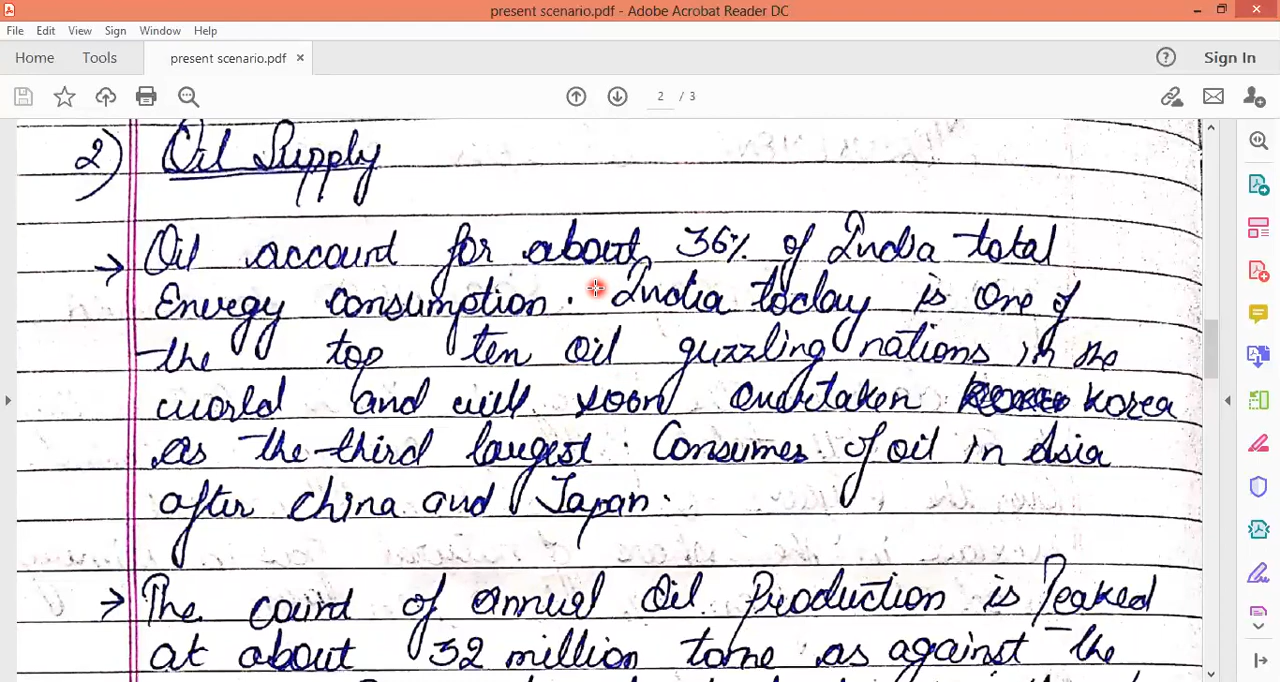 present scenario.pdf - Adobe Acrobat Reader DC
File Edit View Sign Window Help
Home Tools present scenario.pdf × Sign In
2 / 3
2) Oil Supply
→ Oil account for about 36% of India total
Energy consumption. India today is one of
the top ten oil guzzling nations in the
world and will soon overtaken Korea
as the third largest. Consumes of oil in Asia
after China and Japan.
→ The count of annual oil Production is Peaked
at about 32 million tone as against the